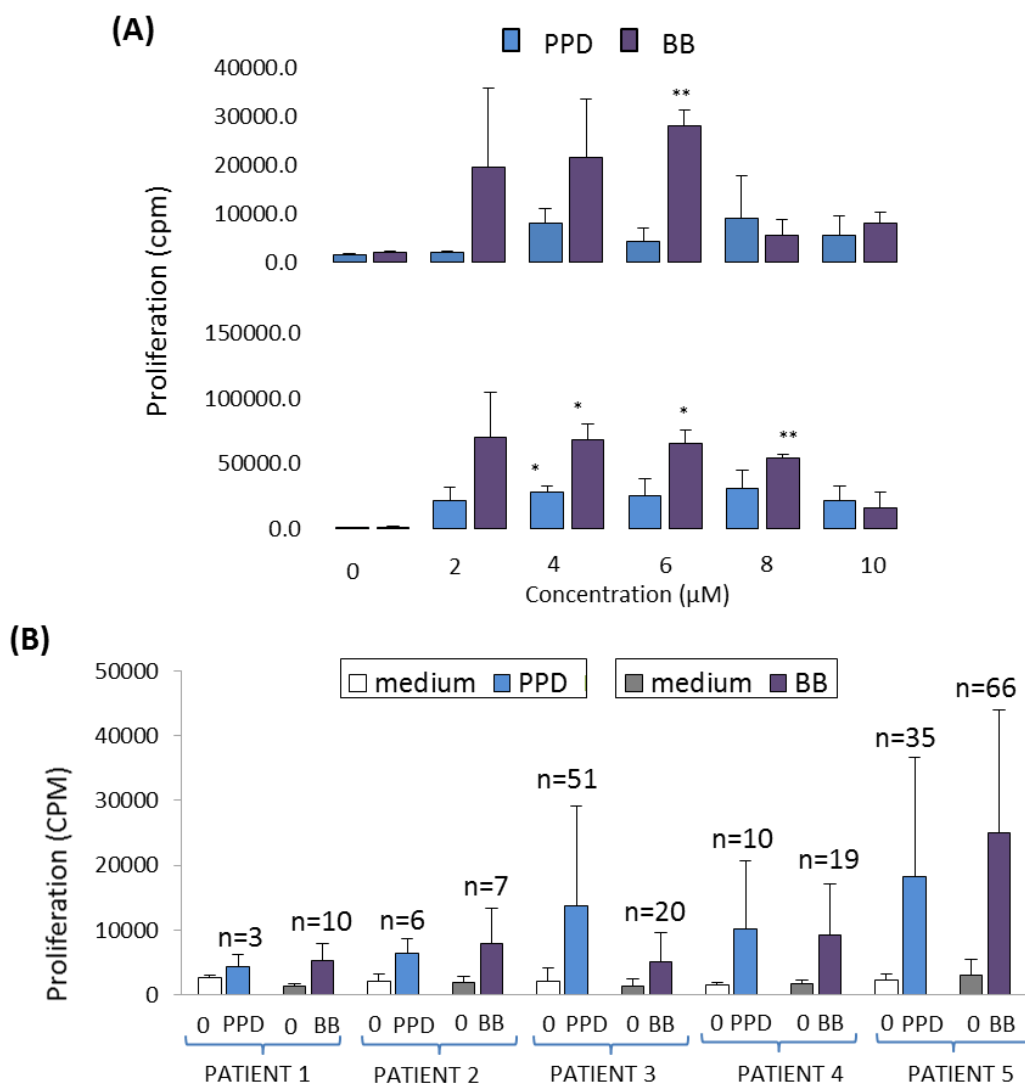 (A)
PPD BB
Proliferation (cpm)
40000.0
30000.0
20000.0
10000.0
0.0
**
150000.0
100000.0
50000.0
0.0
* * * **
0 2 4 6 8 10
Concentration (µM)
(B)
medium PPD medium BB
Proliferation (CPM)
50000
40000
30000
20000
10000
0
n=3 n=10 n=6 n=7 n=51 n=20 n=10 n=19 n=35 n=66
0 PPD 0 BB 0 PPD 0 BB 0 PPD 0 BB 0 PPD 0 BB 0 PPD 0 BB
PATIENT 1 PATIENT 2 PATIENT 3 PATIENT 4 PATIENT 5